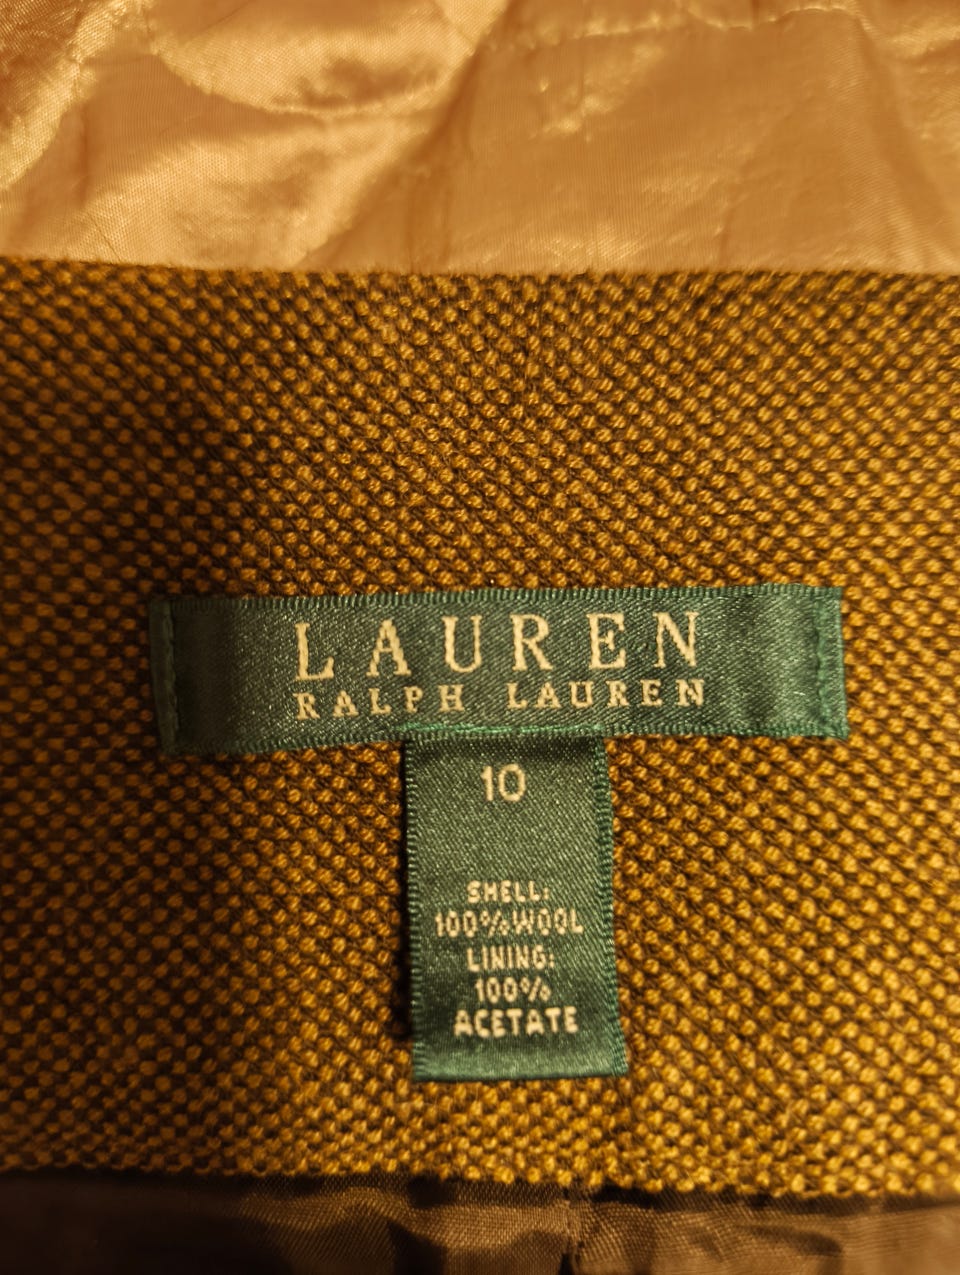 LAUREN
RALPH LAUREN
10
SHELL:
100%WOOL
LINING:
100%
ACETATE